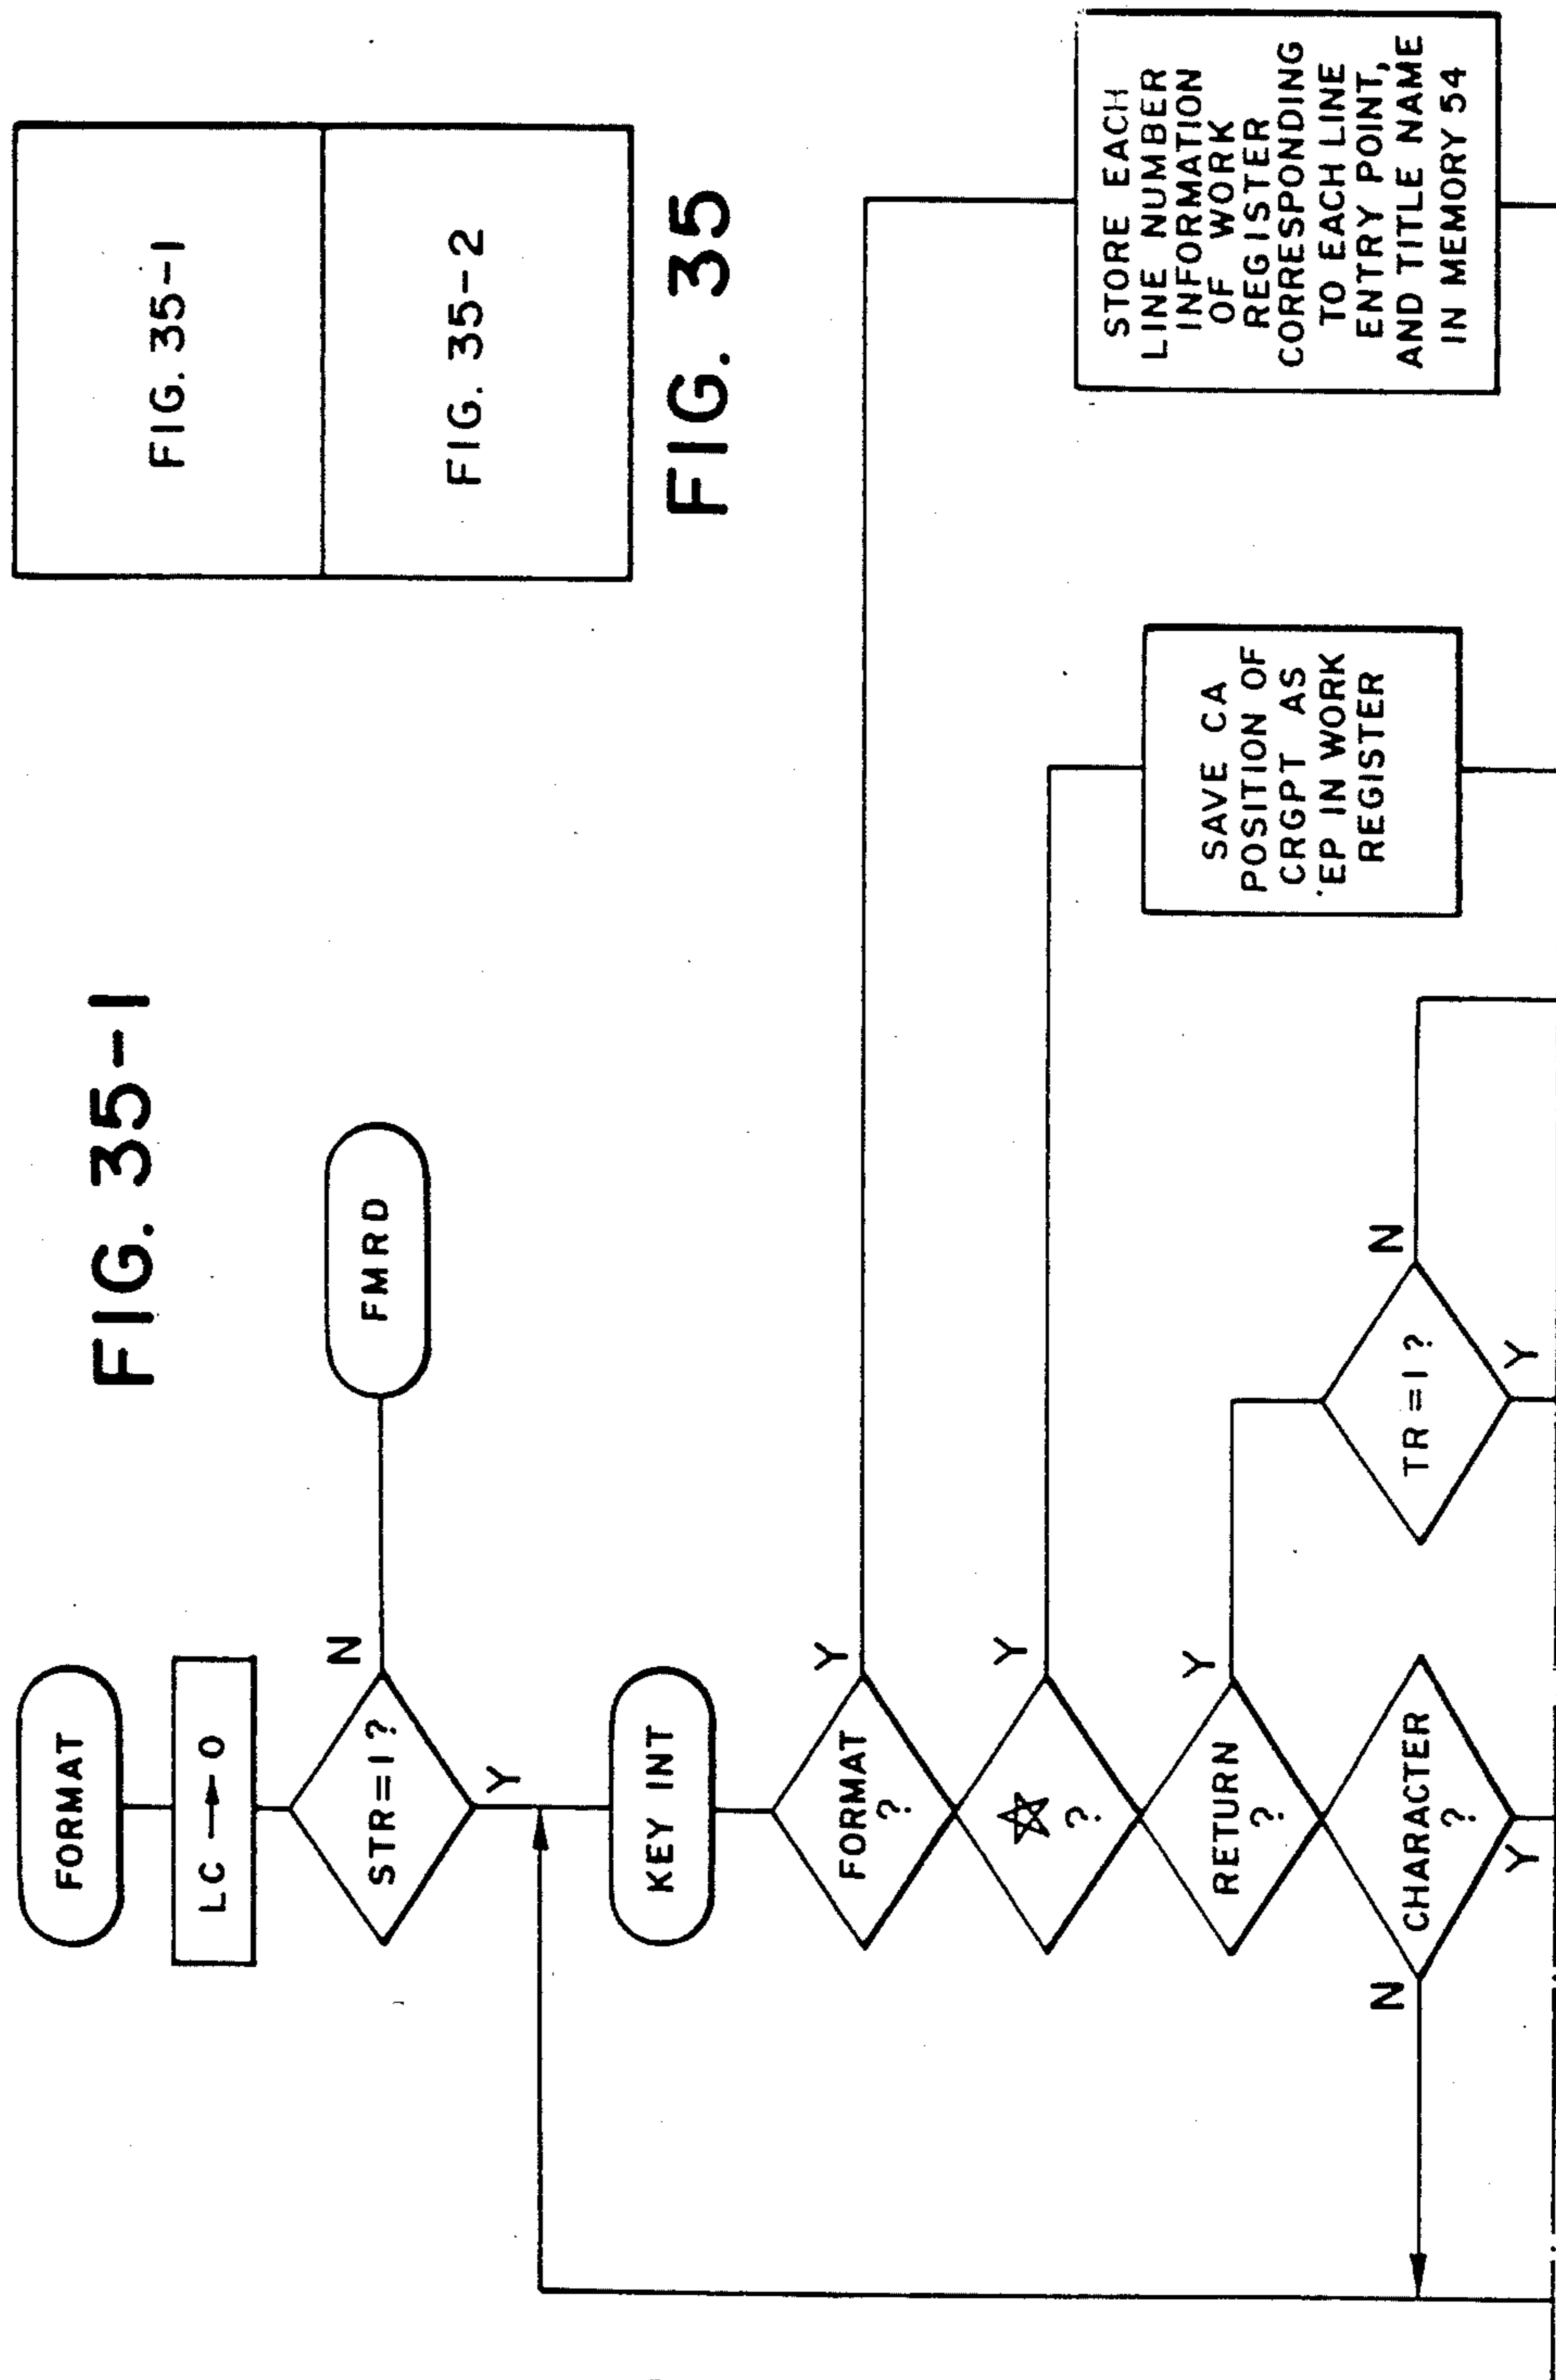 FIG. 35-1
FIG. 35-1
FIG. 35-2
FIG. 35
FORMAT
LC → 0
STR=1 ?
N
FMRD
Y
KEY INT
FORMAT
?
Y
STORE EACH
LINE NUMBER
INFORMATION
OF WORK
REGISTER
CORRESPONDING
TO EACH LINE
ENTRY POINT,
AND TITLE NAME
IN MEMORY 54
☆
?
Y
SAVE CA
POSITION OF
CRGPT AS
EP IN WORK
REGISTER
RETURN
?
Y
TR=1 ?
N
Y
CHARACTER
?
N
Y